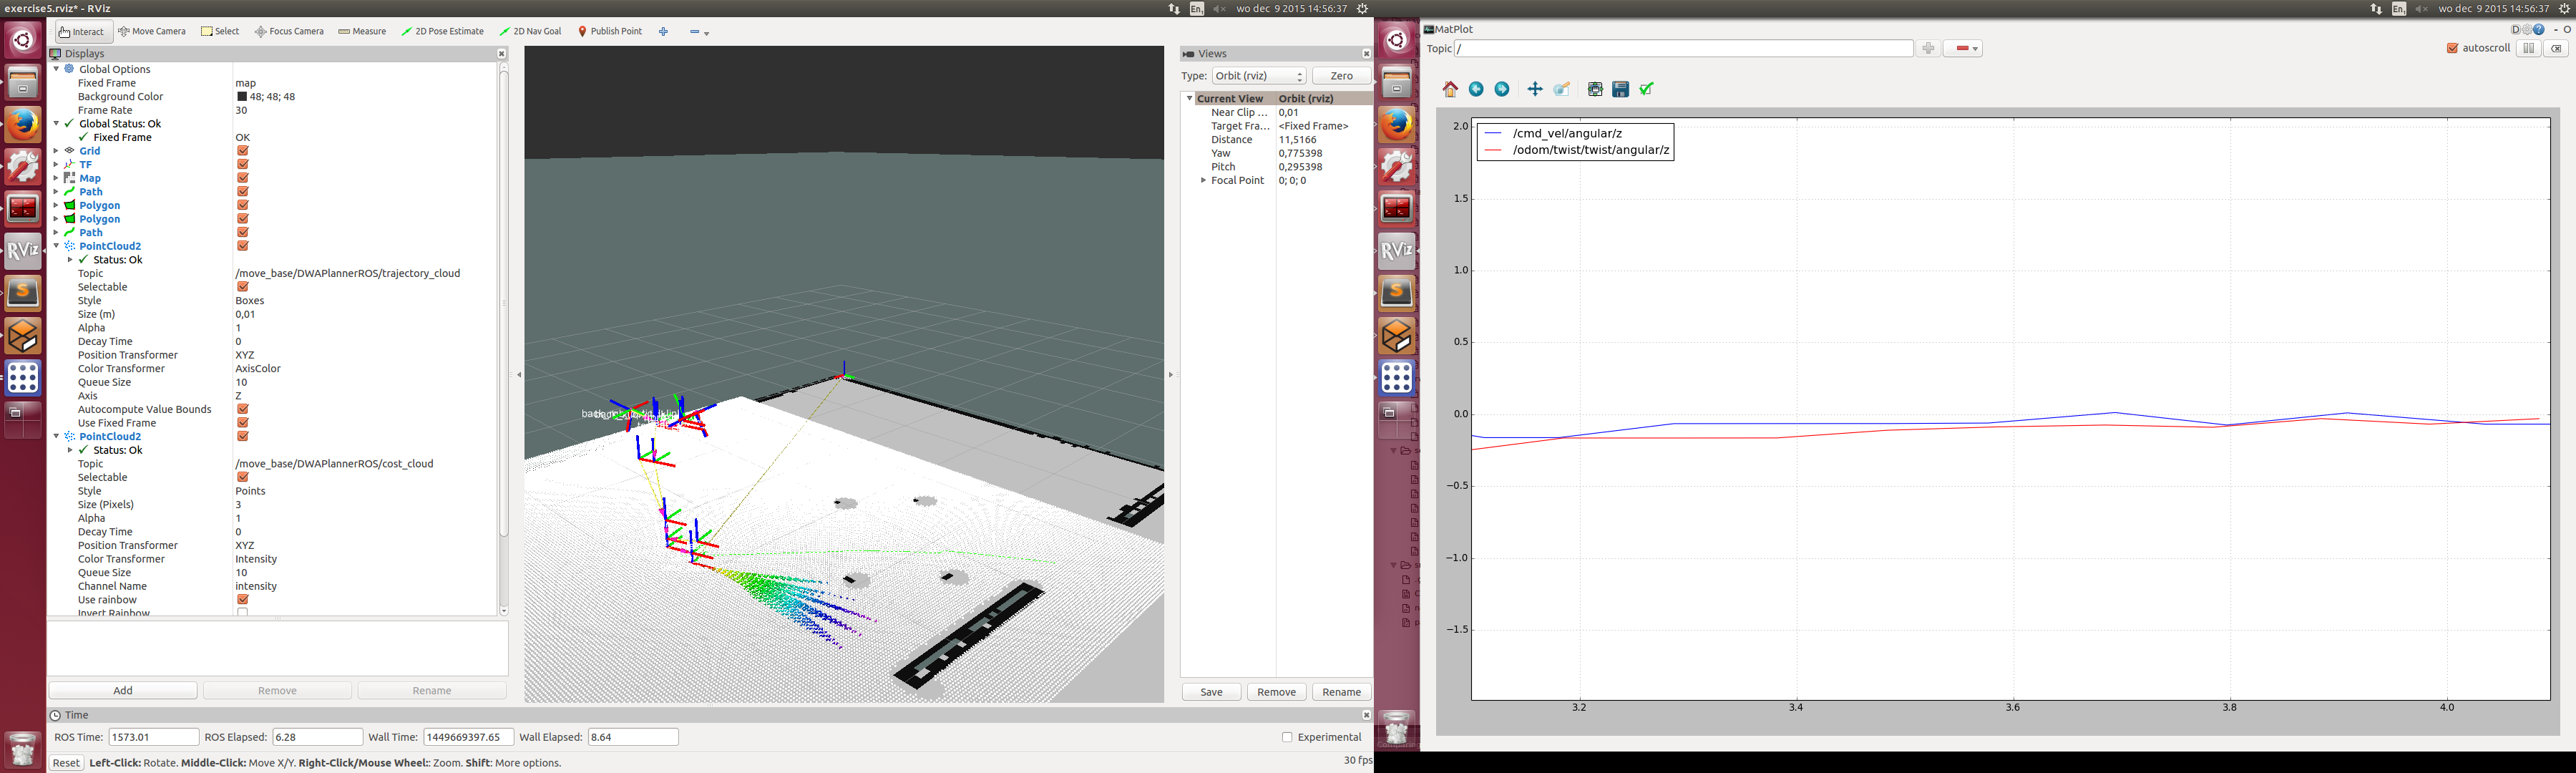 exercise5.rviz* - RViz
En
wo dec 9 2015 14:56:37
Interact Move Camera Select Focus Camera Measure 2D Pose Estimate 2D Nav Goal Publish Point
Displays
Global Options
Fixed Frame map
Background Color 48; 48; 48
Frame Rate 30
Global Status: Ok
Fixed Frame OK
Grid
TF
Map
Path
Polygon
Polygon
Path
PointCloud2
Status: Ok
Topic /move_base/DWAPlannerROS/trajectory_cloud
Selectable
Style Boxes
Size (m) 0,01
Alpha 1
Decay Time 0
Position Transformer XYZ
Color Transformer AxisColor
Queue Size 10
Axis Z
Autocompute Value Bounds
Use Fixed Frame
PointCloud2
Status: Ok
Topic /move_base/DWAPlannerROS/cost_cloud
Selectable
Style Points
Size (Pixels) 3
Alpha 1
Decay Time 0
Position Transformer XYZ
Color Transformer Intensity
Queue Size 10
Channel Name intensity
Use rainbow
Invert Rainbow
Add Remove Rename
RViz
Views
Type: Orbit (rviz) Zero
Current View Orbit (rviz)
Near Clip ... 0,01
Target Fra... <Fixed Frame>
Distance 11,5166
Yaw 0,775398
Pitch 0,295398
Focal Point 0; 0; 0
Save Remove Rename
Time
ROS Time: 1573.01 ROS Elapsed: 6.28 Wall Time: 1449669397.65 Wall Elapsed: 8.64 Experimental
Reset Left-Click: Rotate. Middle-Click: Move X/Y. Right-Click/Mouse Wheel:: Zoom. Shift: More options. 30 fps
En
wo dec 9 2015 14:56:37
MatPlot
D - O
Topic / autoscroll
RViz
/cmd_vel/angular/z
/odom/twist/twist/angular/z
2.0
1.5
1.0
0.5
0.0
−0.5
−1.0
−1.5
3.2 3.4 3.6 3.8 4.0